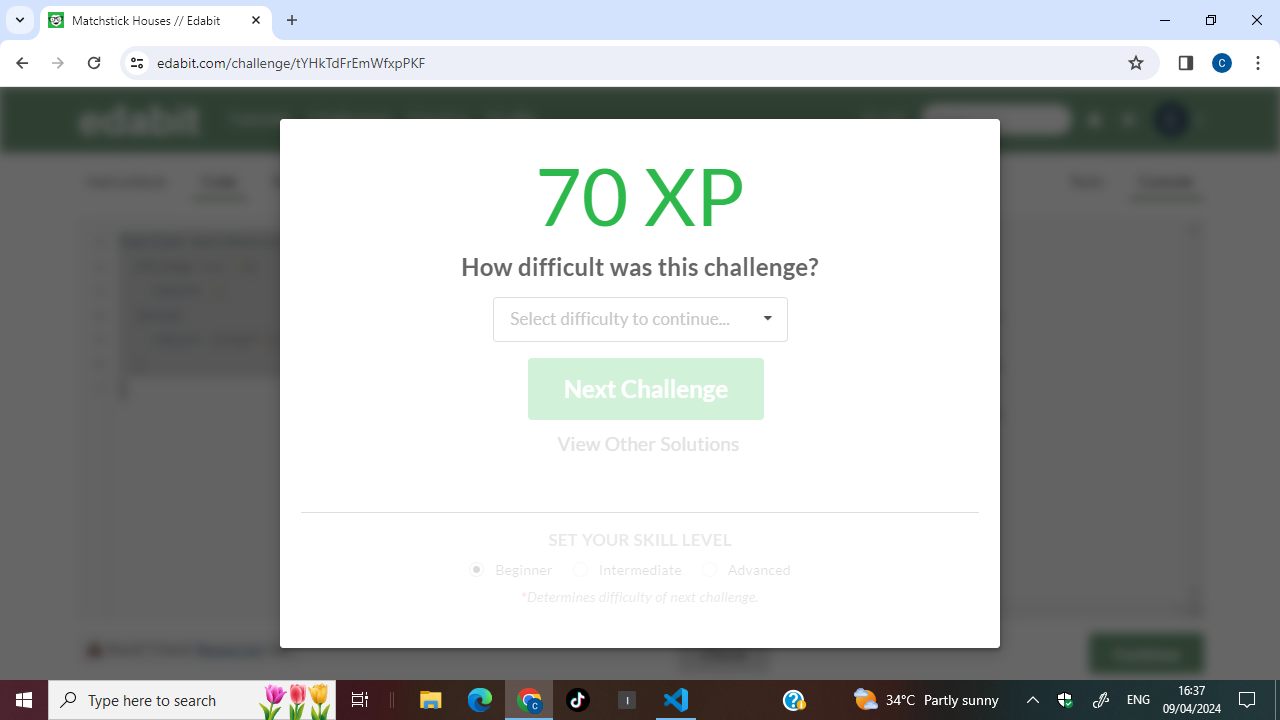 Matchstick Houses // Edabit
edabit.com/challenge/tYHkTdFrEmWfxpPKF
C
edabit
70 XP
How difficult was this challenge?
Select difficulty to continue...
Next Challenge
View Other Solutions
SET YOUR SKILL LEVEL
Beginner Intermediate Advanced
*Determines difficulty of next challenge.
Type here to search
C
34°C Partly sunny
ENG
16:37
09/04/2024